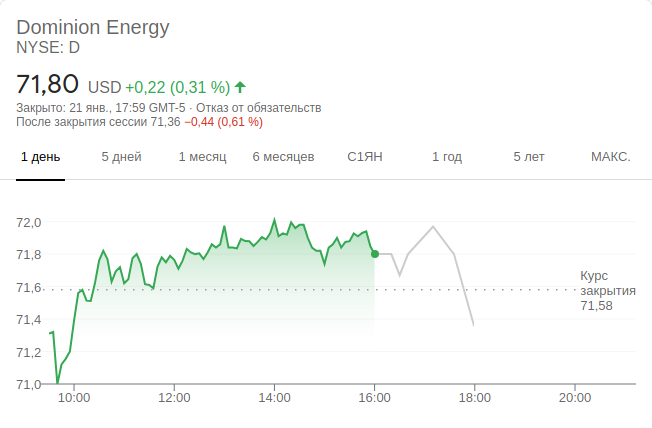 Dominion Energy
NYSE: D
71,80 USD +0,22 (0,31 %)
Закрыто: 21 янв., 17:59 GMT-5 · Отказ от обязательств
После закрытия сессии 71,36 −0,44 (0,61 %)
1 день 5 дней 1 месяц 6 месяцев С1ЯН 1 год 5 лет МАКС.
72,0
71,8
71,6
71,4
71,2
71,0
Курс
закрытия
71,58
10:00 12:00 14:00 16:00 18:00 20:00